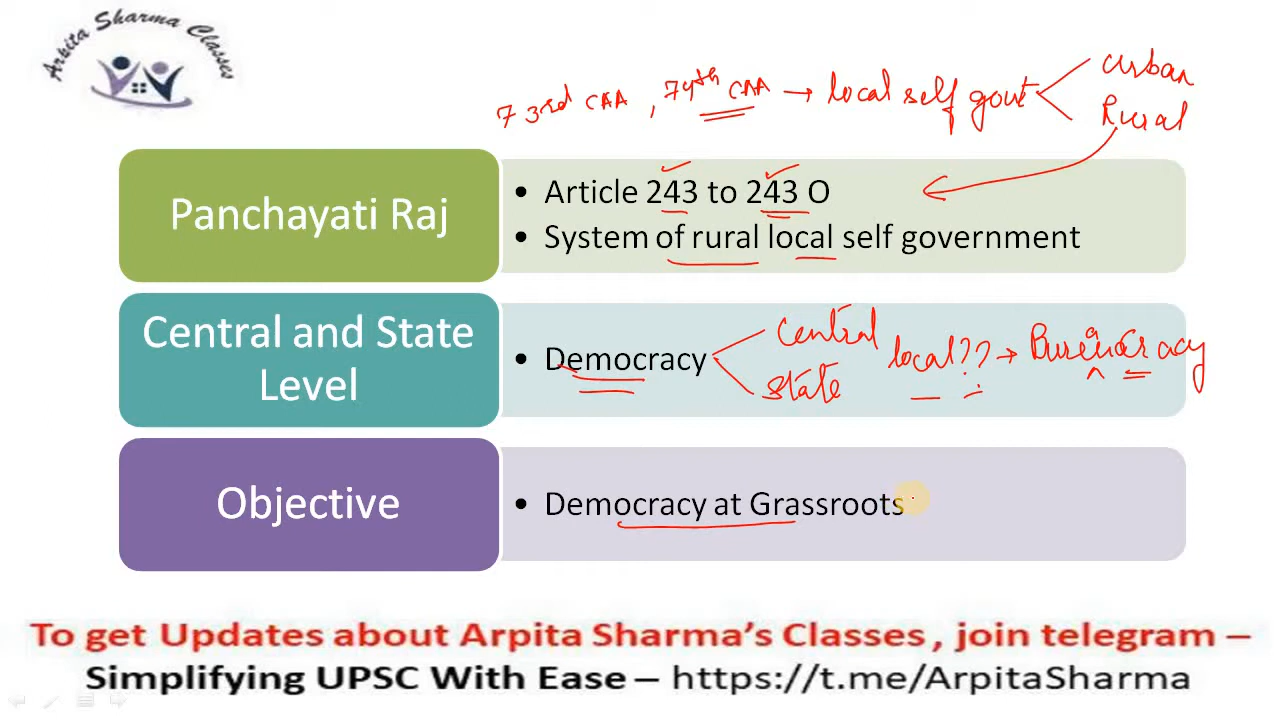 Arpita Sharma Classes
73rd CAA, 74th CAA → local self govt
Urban
Rural
Panchayati Raj
• Article 243 to 243 O
• System of rural local self government
Central and State
Level
• Democracy
Central
State
local?? → Bureaucracy
Objective
• Democracy at Grassroots
To get Updates about Arpita Sharma's Classes, join telegram –
Simplifying UPSC With Ease – https://t.me/ArpitaSharma